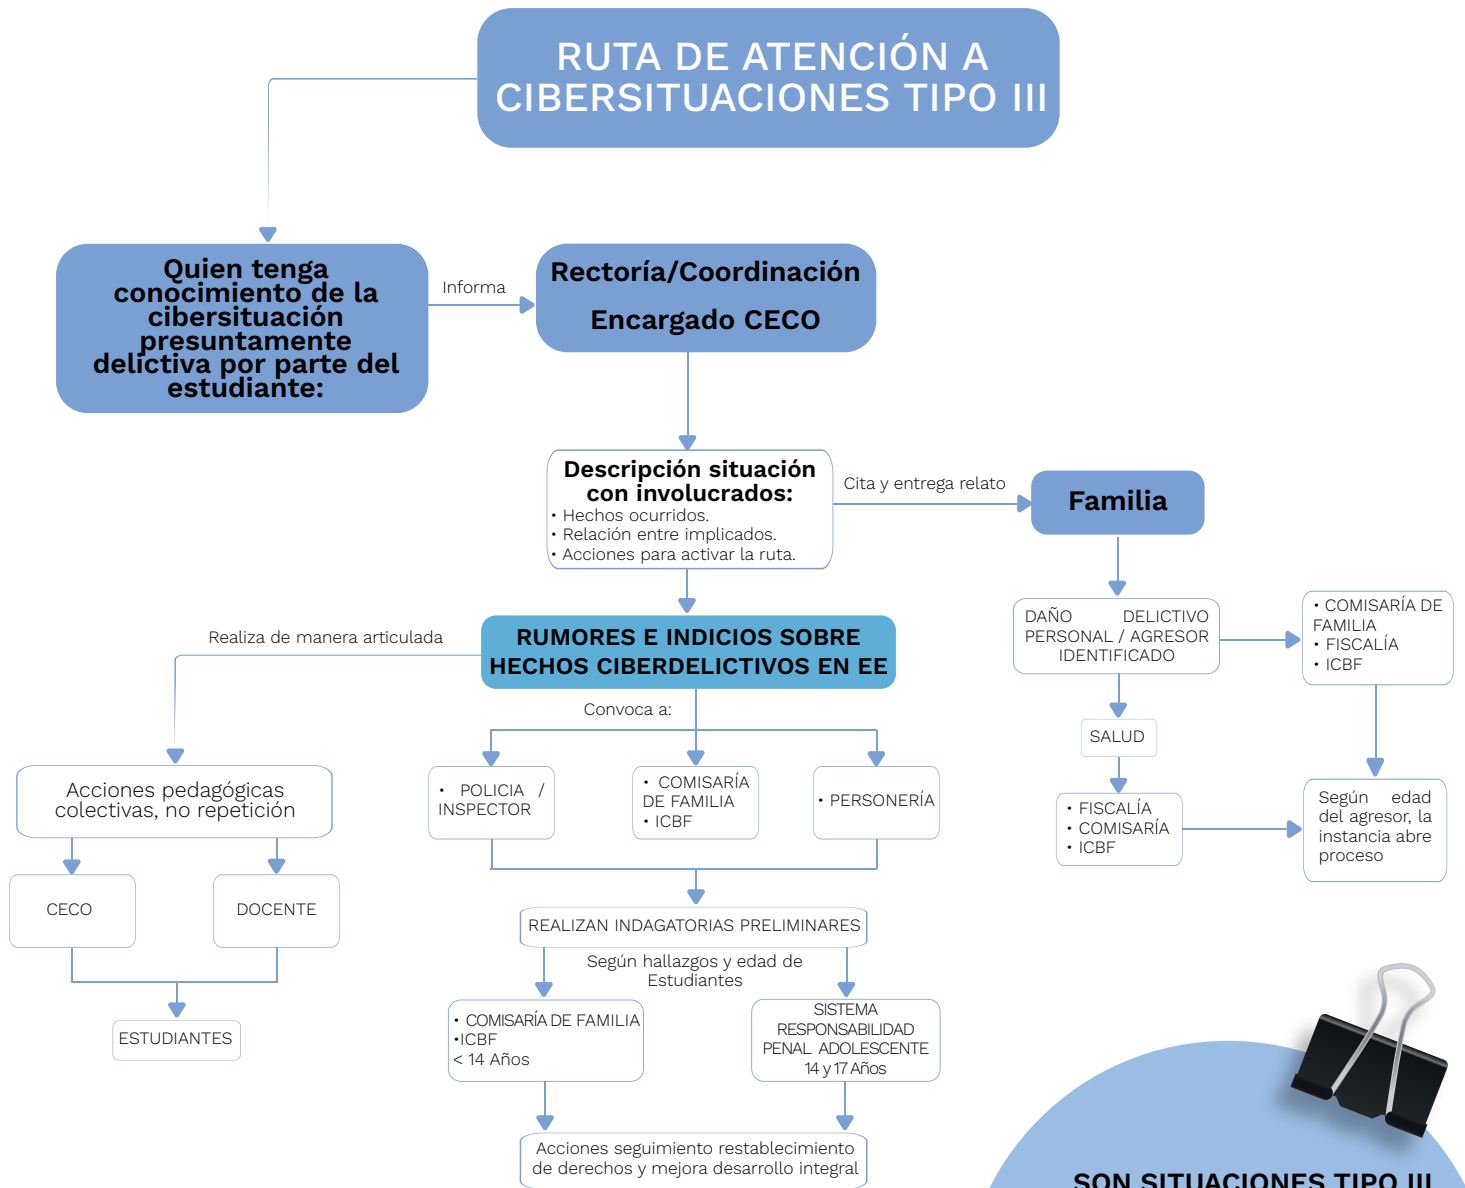 RUTA DE ATENCIÓN A
CIBERSITUACIONES TIPO III
Quien tenga
conocimiento de la
cibersituación
presuntamente
delictiva por parte del
estudiante:
Informa
Rectoría/Coordinación
Encargado CECO
Descripción situación
con involucrados:
• Hechos ocurridos.
• Relación entre implicados.
• Acciones para activar la ruta.
Cita y entrega relato
Familia
DAÑO DELICTIVO
PERSONAL / AGRESOR
IDENTIFICADO
• COMISARÍA DE
FAMILIA
• FISCALÍA
• ICBF
SALUD
• FISCALÍA
• COMISARÍA
• ICBF
Según edad
del agresor, la
instancia abre
proceso
Realiza de manera articulada
RUMORES E INDICIOS SOBRE
HECHOS CIBERDELICTIVOS EN EE
Convoca a:
Acciones pedagógicas
colectivas, no repetición
CECO
DOCENTE
ESTUDIANTES
• POLICIA /
INSPECTOR
• COMISARÍA
DE FAMILIA
• ICBF
• PERSONERÍA
REALIZAN INDAGATORIAS PRELIMINARES
Según hallazgos y edad de
Estudiantes
• COMISARÍA DE FAMILIA
•ICBF
< 14 Años
SISTEMA
RESPONSABILIDAD
PENAL ADOLESCENTE
14 y 17 Años
Acciones seguimiento restablecimiento
de derechos y mejora desarrollo integral
SON SITUACIONES TIPO III